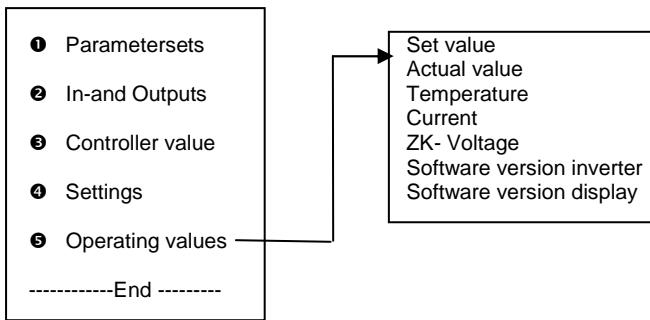 ❶ Parametersets
❷ In-and Outputs
❸ Controller value
❹ Settings
❺ Operating values
------------End ---------
Set value
Actual value
Temperature
Current
ZK- Voltage
Software version inverter
Software version display